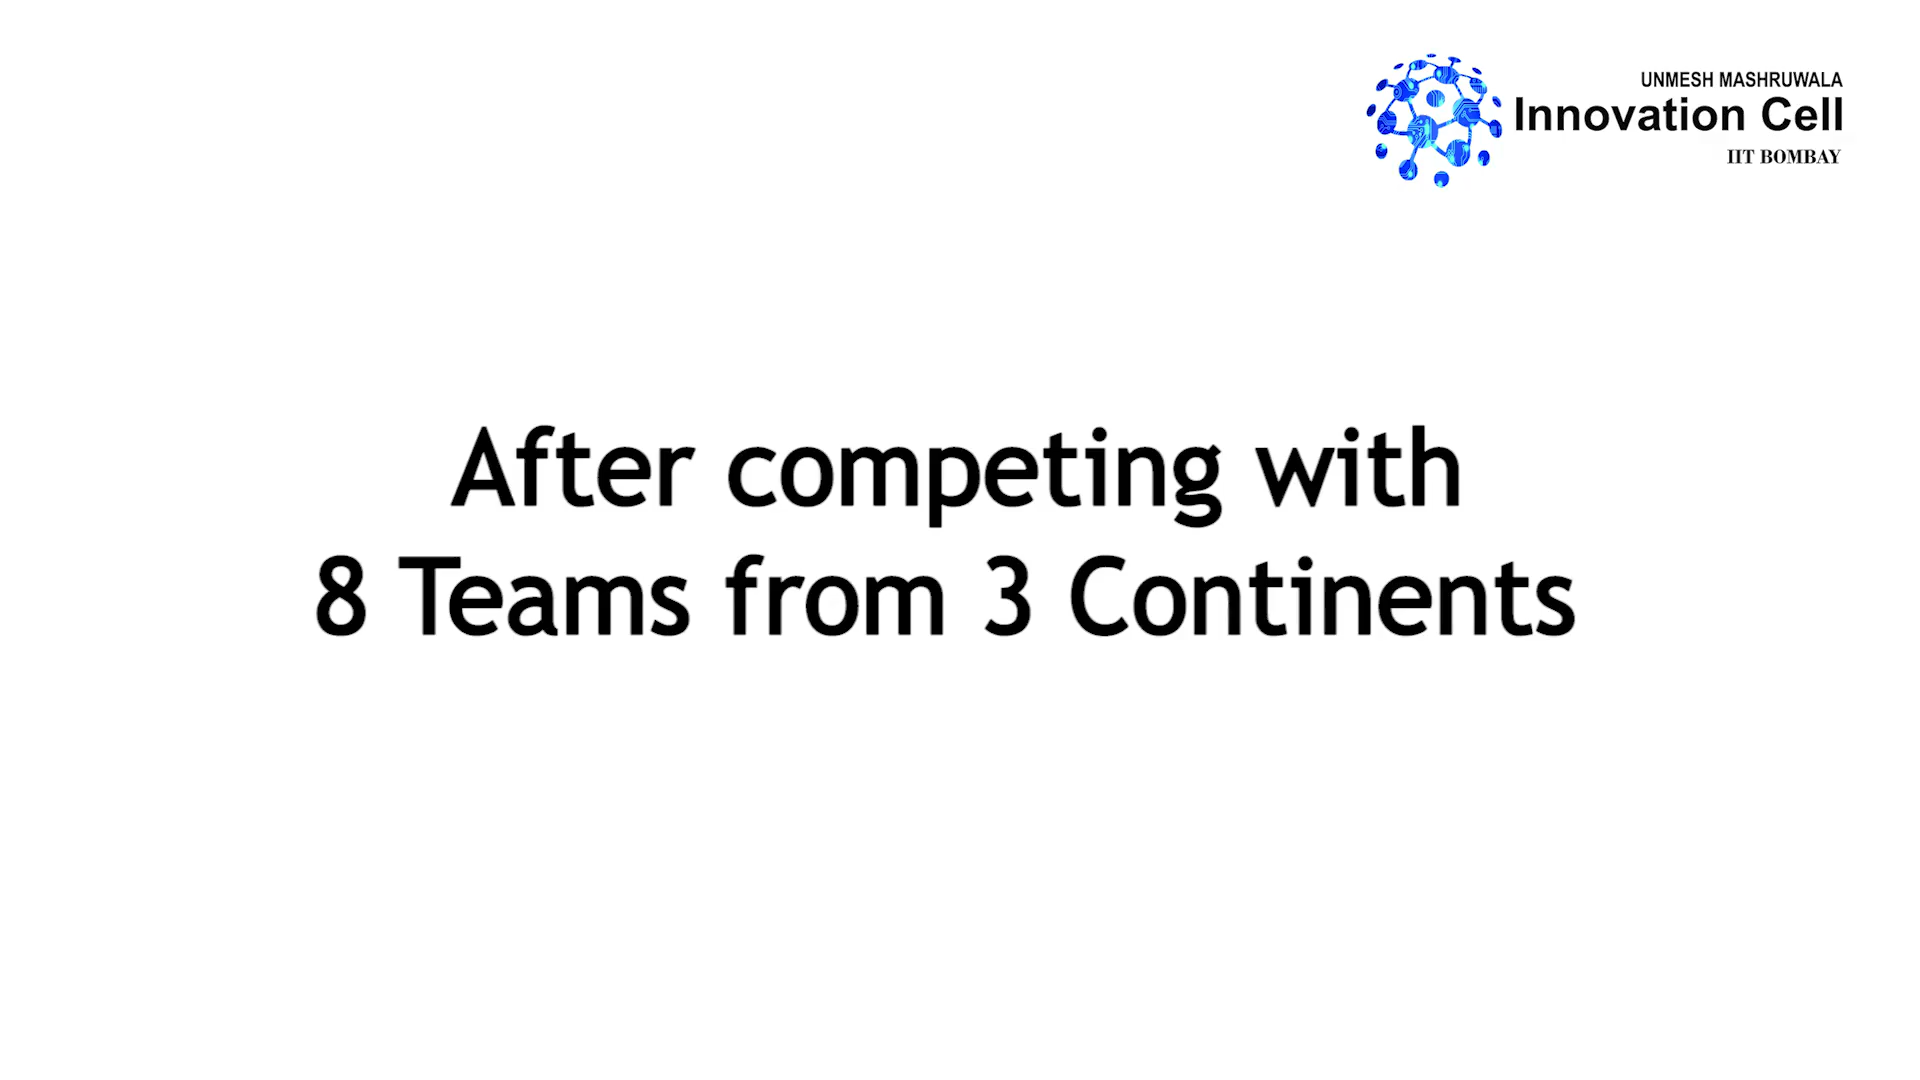 UNMESH MASHRUWALA
Innovation Cell
IIT BOMBAY
After competing with
8 Teams from 3 Continents